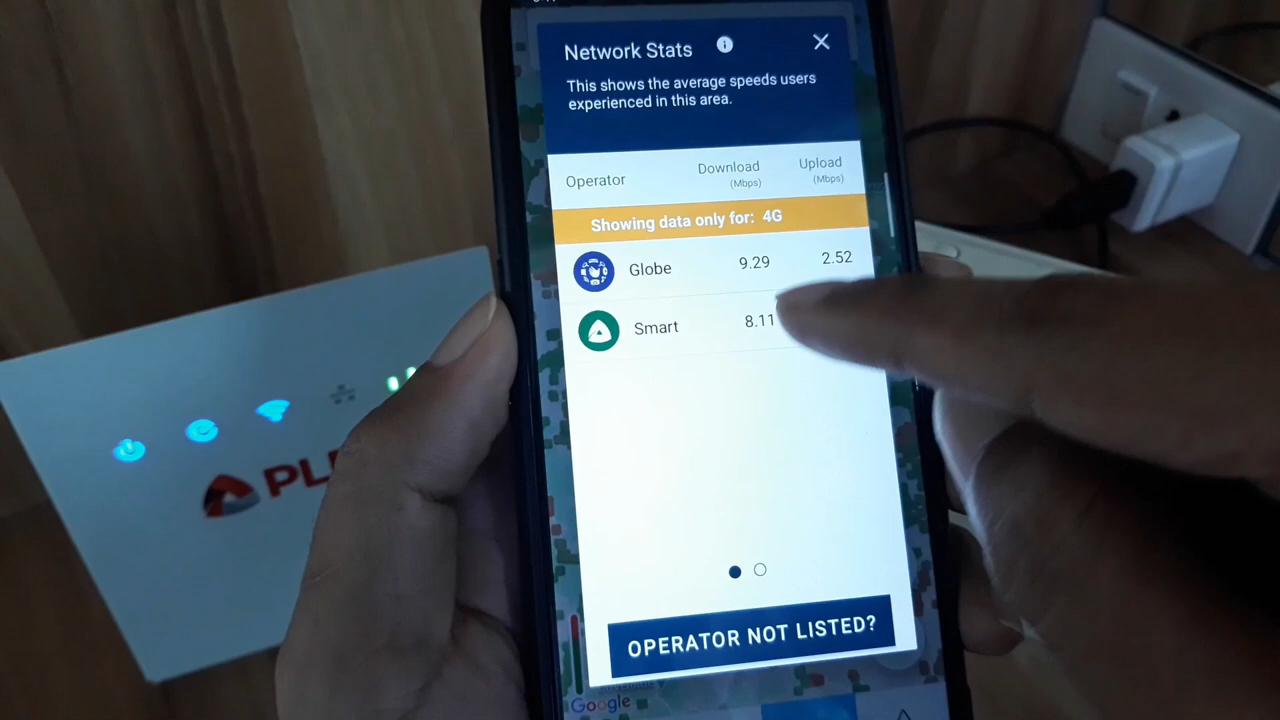 Network Stats
This shows the average speeds users
experienced in this area.
Operator Download Upload
(Mbps) (Mbps)
Showing data only for: 4G
Globe 9.29 2.52
Smart 8.11
OPERATOR NOT LISTED?
Google